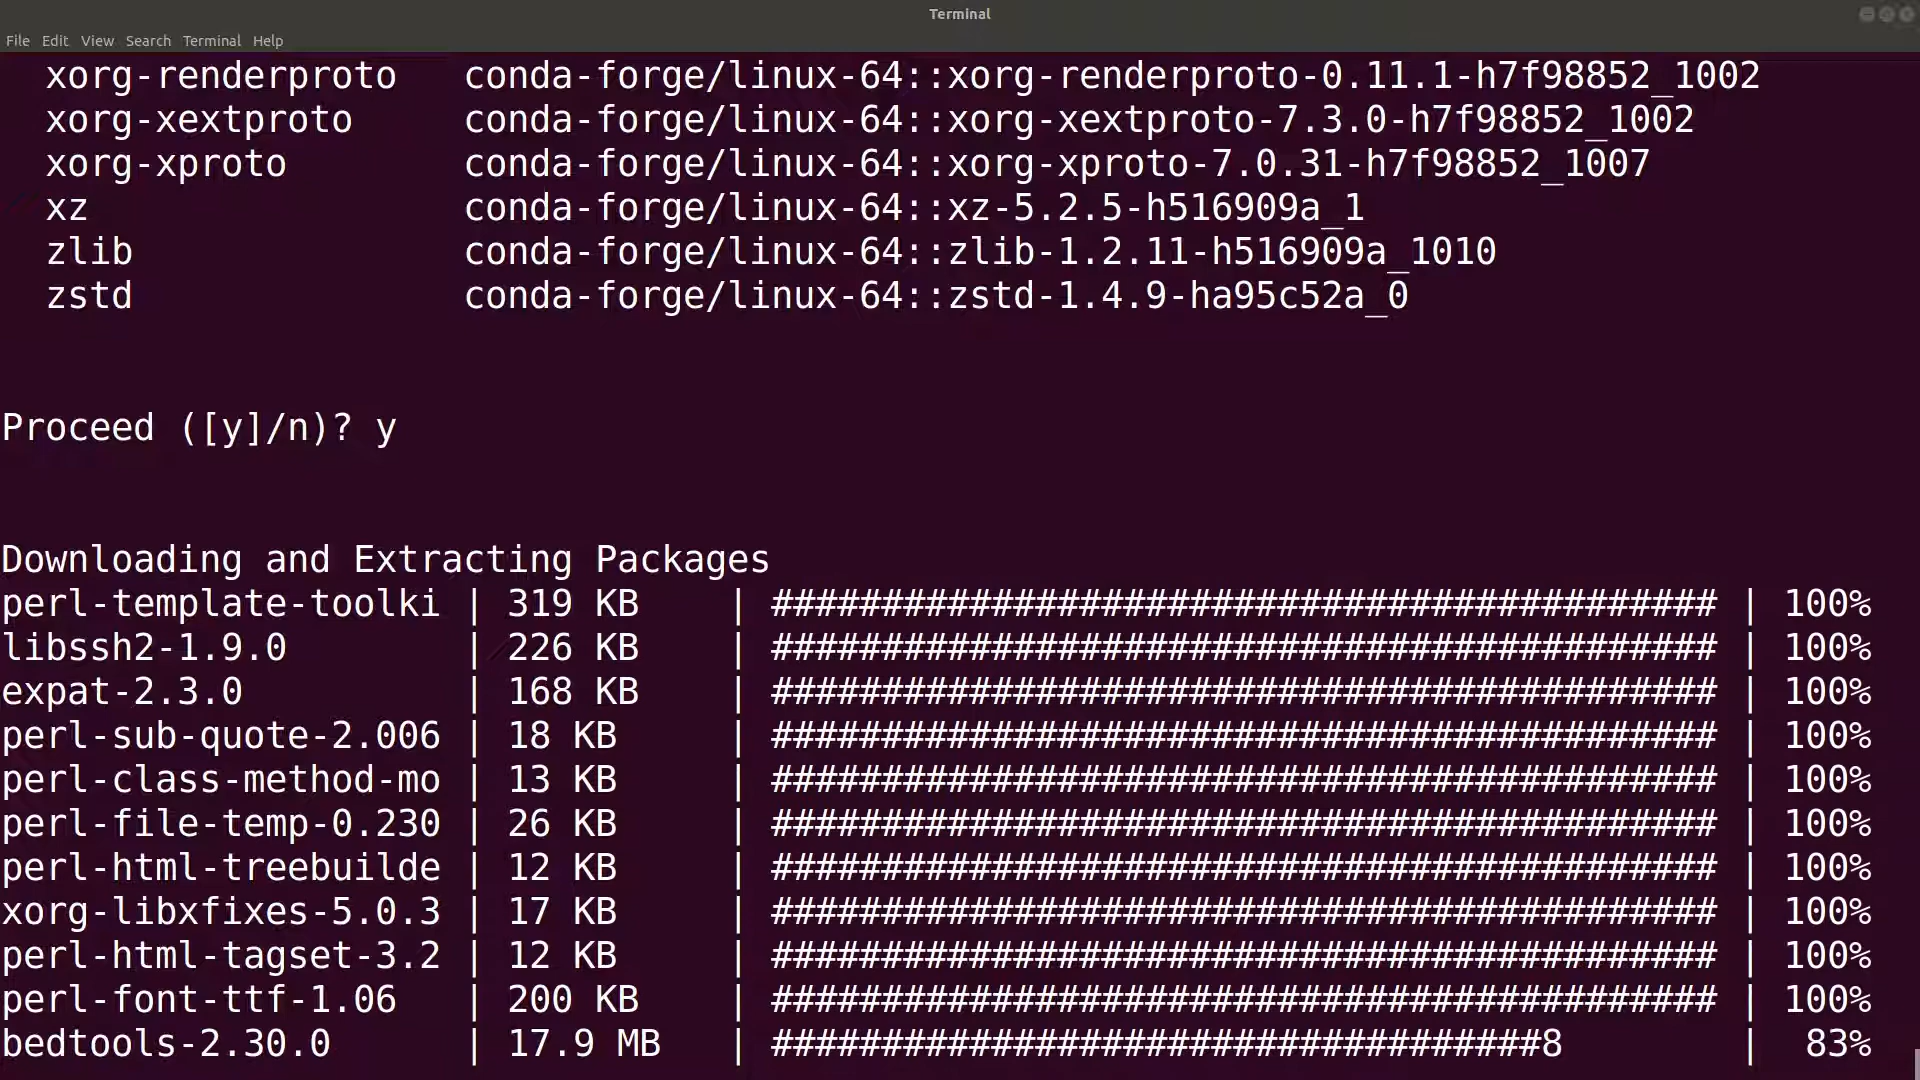 Terminal
File Edit View Search Terminal Help
xorg-renderproto conda-forge/linux-64::xorg-renderproto-0.11.1-h7f98852_1002
xorg-xextproto conda-forge/linux-64::xorg-xextproto-7.3.0-h7f98852_1002
xorg-xproto conda-forge/linux-64::xorg-xproto-7.0.31-h7f98852_1007
xz conda-forge/linux-64::xz-5.2.5-h516909a_1
zlib conda-forge/linux-64::zlib-1.2.11-h516909a_1010
zstd conda-forge/linux-64::zstd-1.4.9-ha95c52a_0
Proceed ([y]/n)? y
Downloading and Extracting Packages
perl-template-toolki | 319 KB | ########################################### | 100%
libssh2-1.9.0 | 226 KB | ########################################### | 100%
expat-2.3.0 | 168 KB | ########################################### | 100%
perl-sub-quote-2.006 | 18 KB | ########################################### | 100%
perl-class-method-mo | 13 KB | ########################################### | 100%
perl-file-temp-0.230 | 26 KB | ########################################### | 100%
perl-html-treebuilde | 12 KB | ########################################### | 100%
xorg-libxfixes-5.0.3 | 17 KB | ########################################### | 100%
perl-html-tagset-3.2 | 12 KB | ########################################### | 100%
perl-font-ttf-1.06 | 200 KB | ########################################### | 100%
bedtools-2.30.0 | 17.9 MB | ###################################8 | 83%